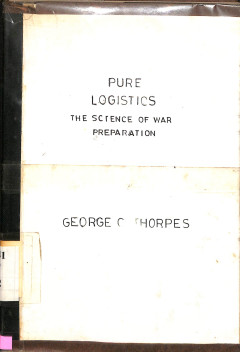 PURE
LOGISTICS
THE SCIENCE OF WAR
PREPARATION
GEORGE C THORPES